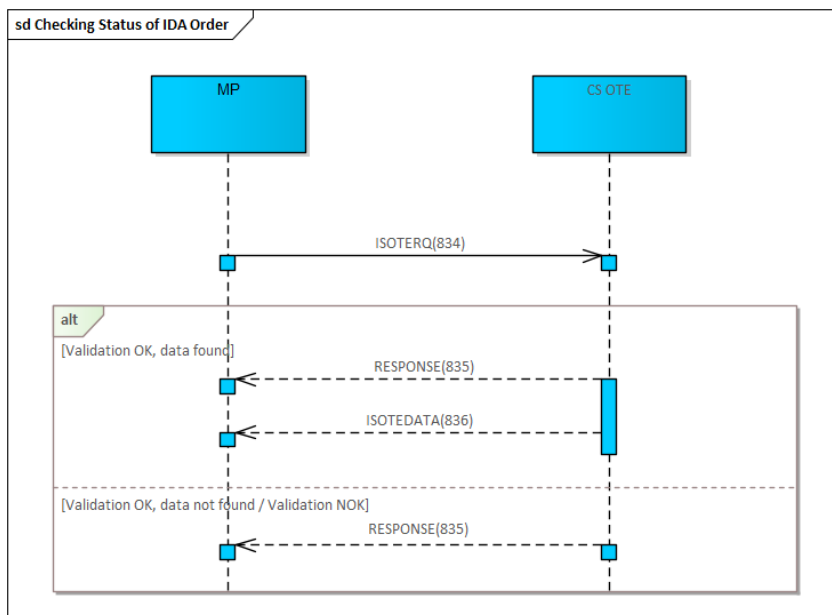 sd Checking Status of IDA Order
MP
CS OTE
ISOTERQ(834)
alt
[Validation OK, data found]
RESPONSE(835)
ISOTEDATA(836)
[Validation OK, data not found / Validation NOK]
RESPONSE(835)